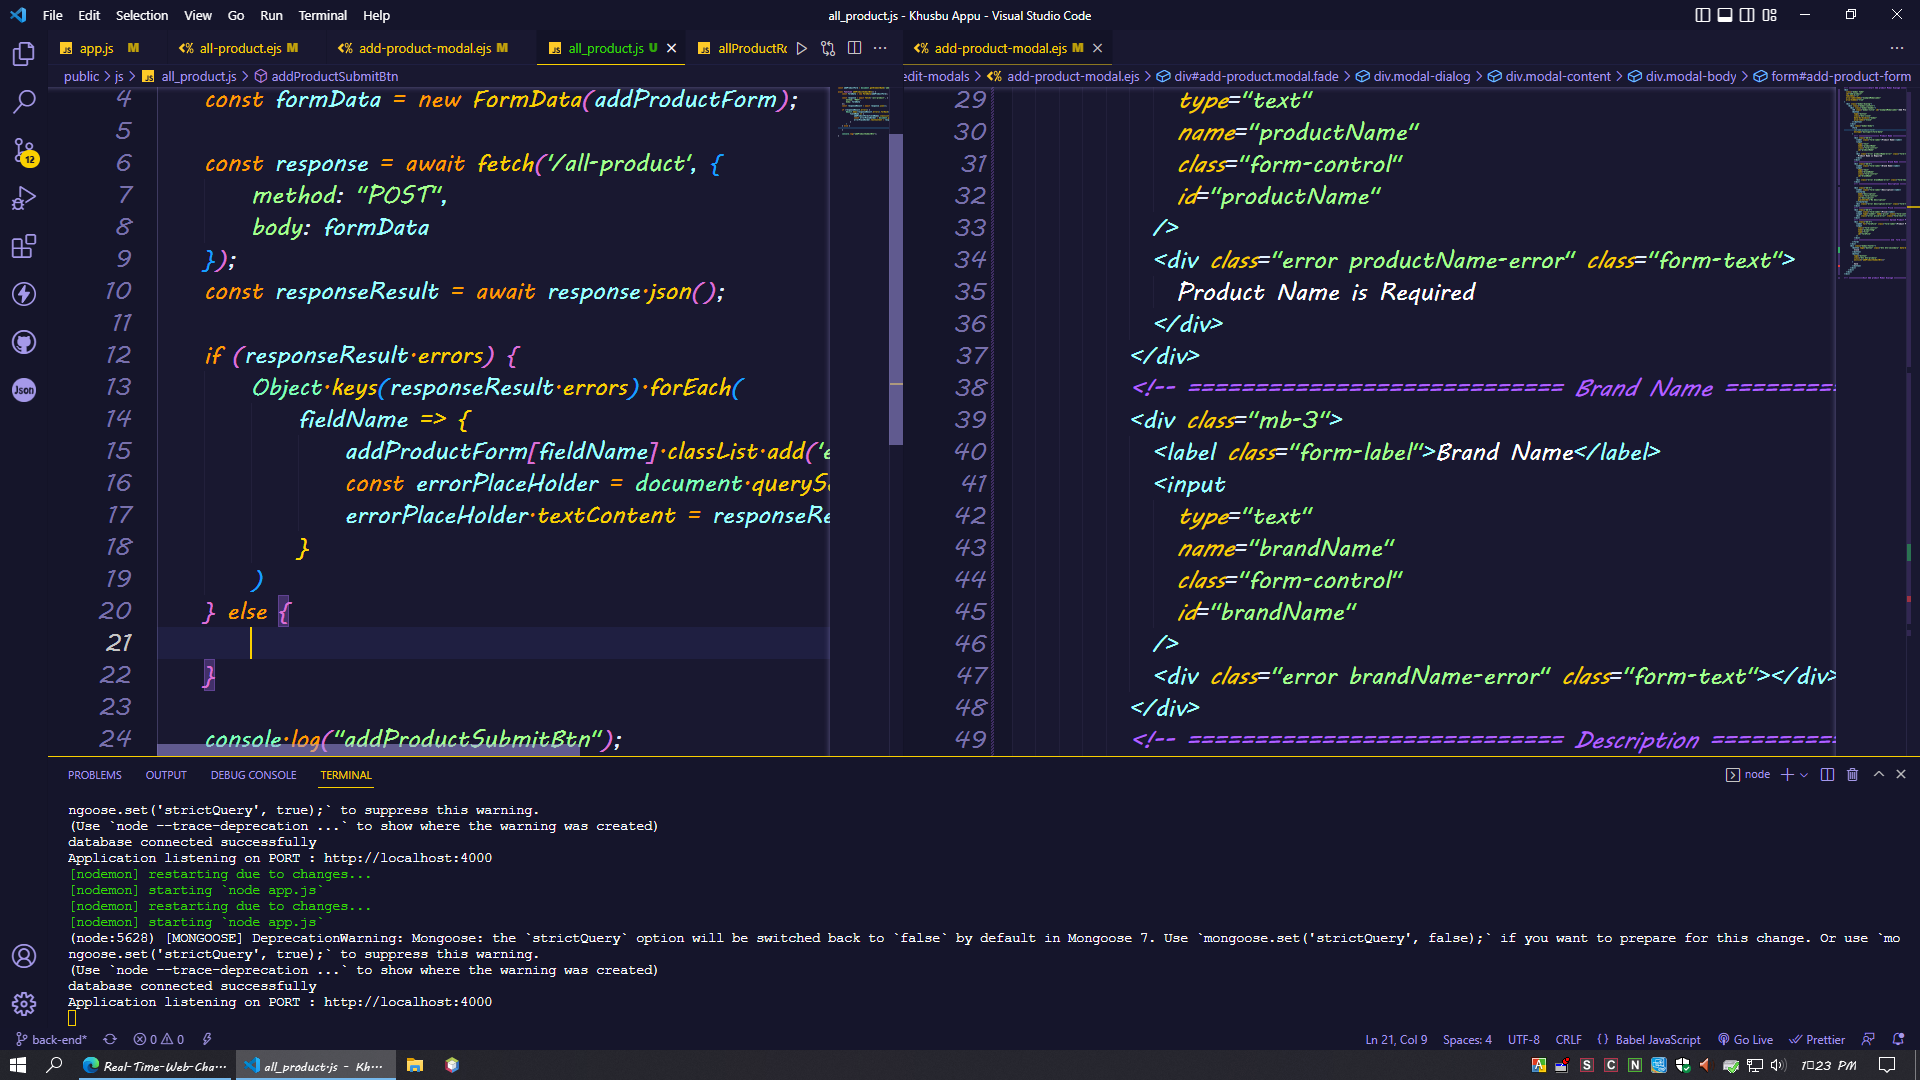 File Edit Selection View Go Run Terminal Help
all_product.js - Khusbu Appu - Visual Studio Code
app.js M
all-product.ejs M
add-product-modal.ejs M
all_product.js U
allProductRo
add-product-modal.ejs M
public > js > all_product.js > addProductSubmitBtn
edit-modals > add-product-modal.ejs > div#add-product.modal.fade > div.modal-dialog > div.modal-content > div.modal-body > form#add-product-form
4 const formData = new FormData(addProductForm);
5
6 const response = await fetch('/all-product', {
7 method: "POST",
8 body: formData
9 });
10 const responseResult = await response.json();
11
12 if (responseResult.errors) {
13 Object.keys(responseResult.errors).forEach(
14 fieldName => {
15 addProductForm[fieldName].classList.add('e
16 const errorPlaceHolder = document.queryS
17 errorPlaceHolder.textContent = responseRe
18 }
19 )
20 } else {
21
22 }
23
24 console.log("addProductSubmitBtn");
29 type="text"
30 name="productName"
31 class="form-control"
32 id="productName"
33 />
34 <div class="error productName-error" class="form-text">
35 Product Name is Required
36 </div>
37 </div>
38 <!-- ============================ Brand Name ==========
39 <div class="mb-3">
40 <label class="form-label">Brand Name</label>
41 <input
42 type="text"
43 name="brandName"
44 class="form-control"
45 id="brandName"
46 />
47 <div class="error brandName-error" class="form-text"></div>
48 </div>
49 <!-- ============================ Description ==========
PROBLEMS OUTPUT DEBUG CONSOLE TERMINAL
node
ngoose.set('strictQuery', true);` to suppress this warning.
(Use `node --trace-deprecation ...` to show where the warning was created)
database connected successfully
Application listening on PORT : http://localhost:4000
[nodemon] restarting due to changes...
[nodemon] starting `node app.js`
[nodemon] restarting due to changes...
[nodemon] starting `node app.js`
(node:5628) [MONGOOSE] DeprecationWarning: Mongoose: the `strictQuery` option will be switched back to `false` by default in Mongoose 7. Use `mongoose.set('strictQuery', false);` if you want to prepare for this change. Or use `mo
ngoose.set('strictQuery', true);` to suppress this warning.
(Use `node --trace-deprecation ...` to show where the warning was created)
database connected successfully
Application listening on PORT : http://localhost:4000
12
Json
back-end* 0 0
Ln 21, Col 9 Spaces: 4 UTF-8 CRLF {} Babel JavaScript Go Live Prettier
Real-Time-Web-Cha...
all_product.js - Kh...
A S C N
1:23 PM